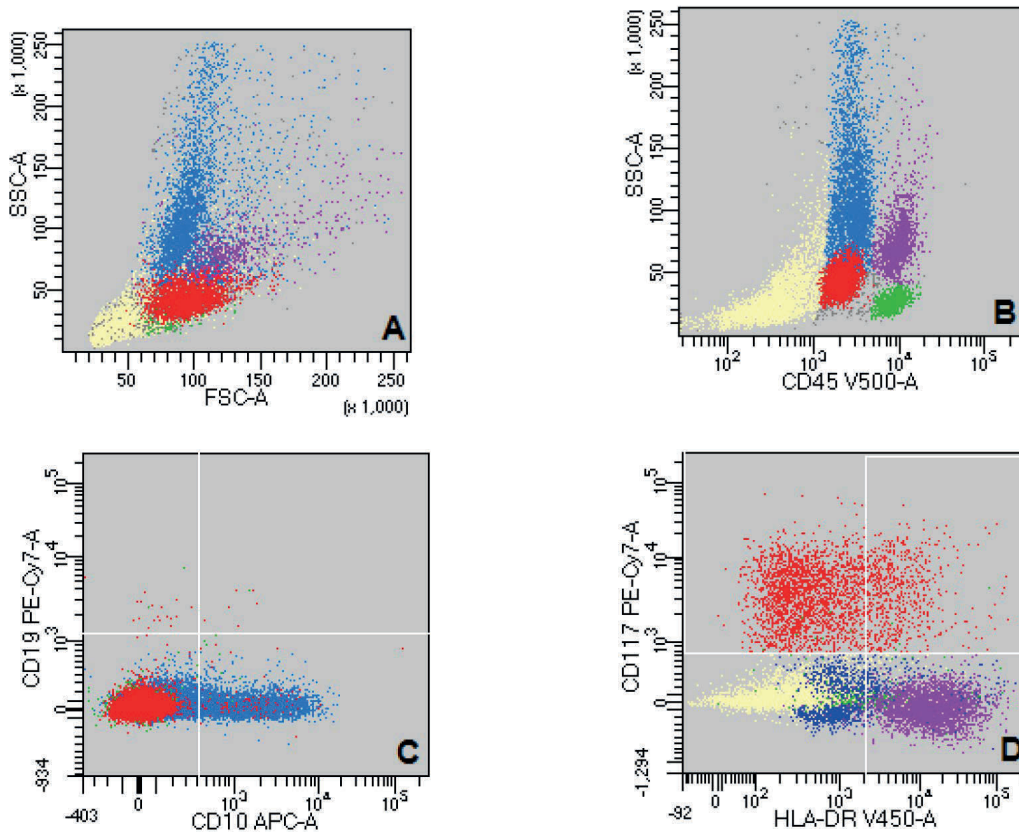 (x 1,000)
250
200
150
100
50
SSC-A
A
50 100 150 200 250
FSC-A
(x 1,000)
(x 1,000)
250
200
150
100
50
SSC-A
B
10² 10³ 10⁴ 10⁵
CD45 V500-A
10⁵
10⁴
10³
0
-934
CD19 PE-Cy7-A
C
-403 0 10³ 10⁴ 10⁵
CD10 APC-A
10⁵
10⁴
10³
0
-1,294
CD117 PE-Cy7-A
D
-92 0 10² 10³ 10⁴ 10⁵
HLA-DR V450-A